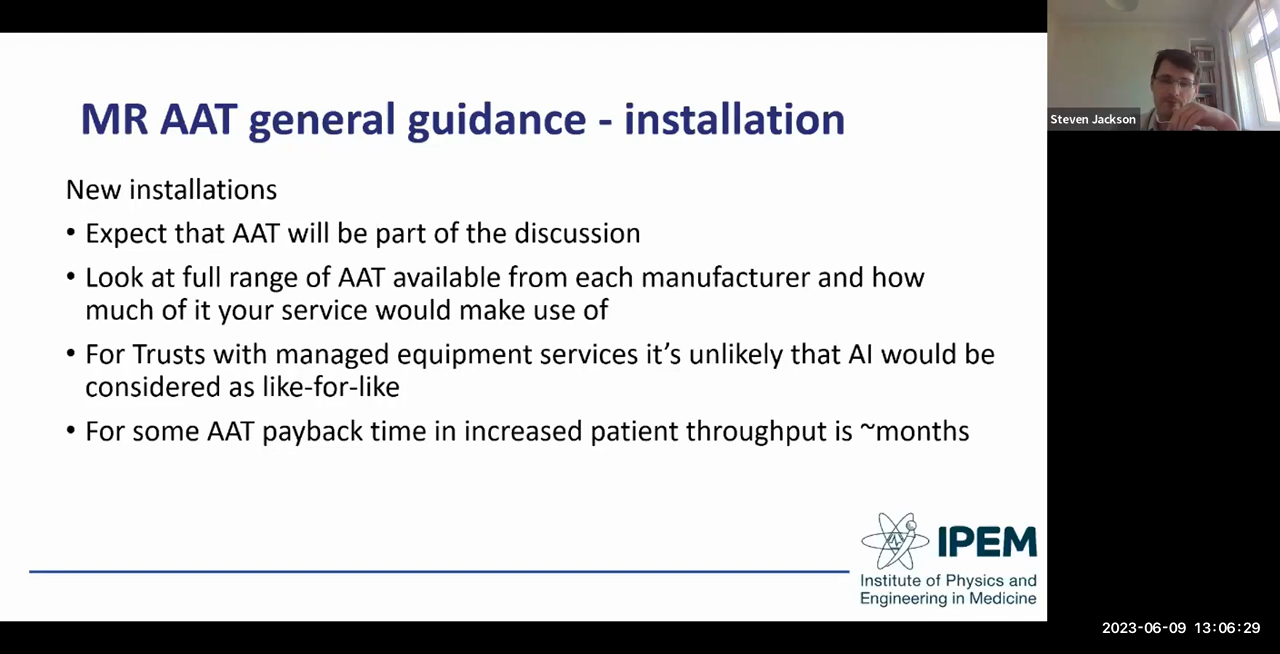 MR AAT general guidance - installation
New installations
• Expect that AAT will be part of the discussion
• Look at full range of AAT available from each manufacturer and how
much of it your service would make use of
• For Trusts with managed equipment services it’s unlikely that AI would be
considered as like-for-like
• For some AAT payback time in increased patient throughput is ~months
IPEM
Institute of Physics and
Engineering in Medicine
Steven Jackson
2023-06-09 13:06:29